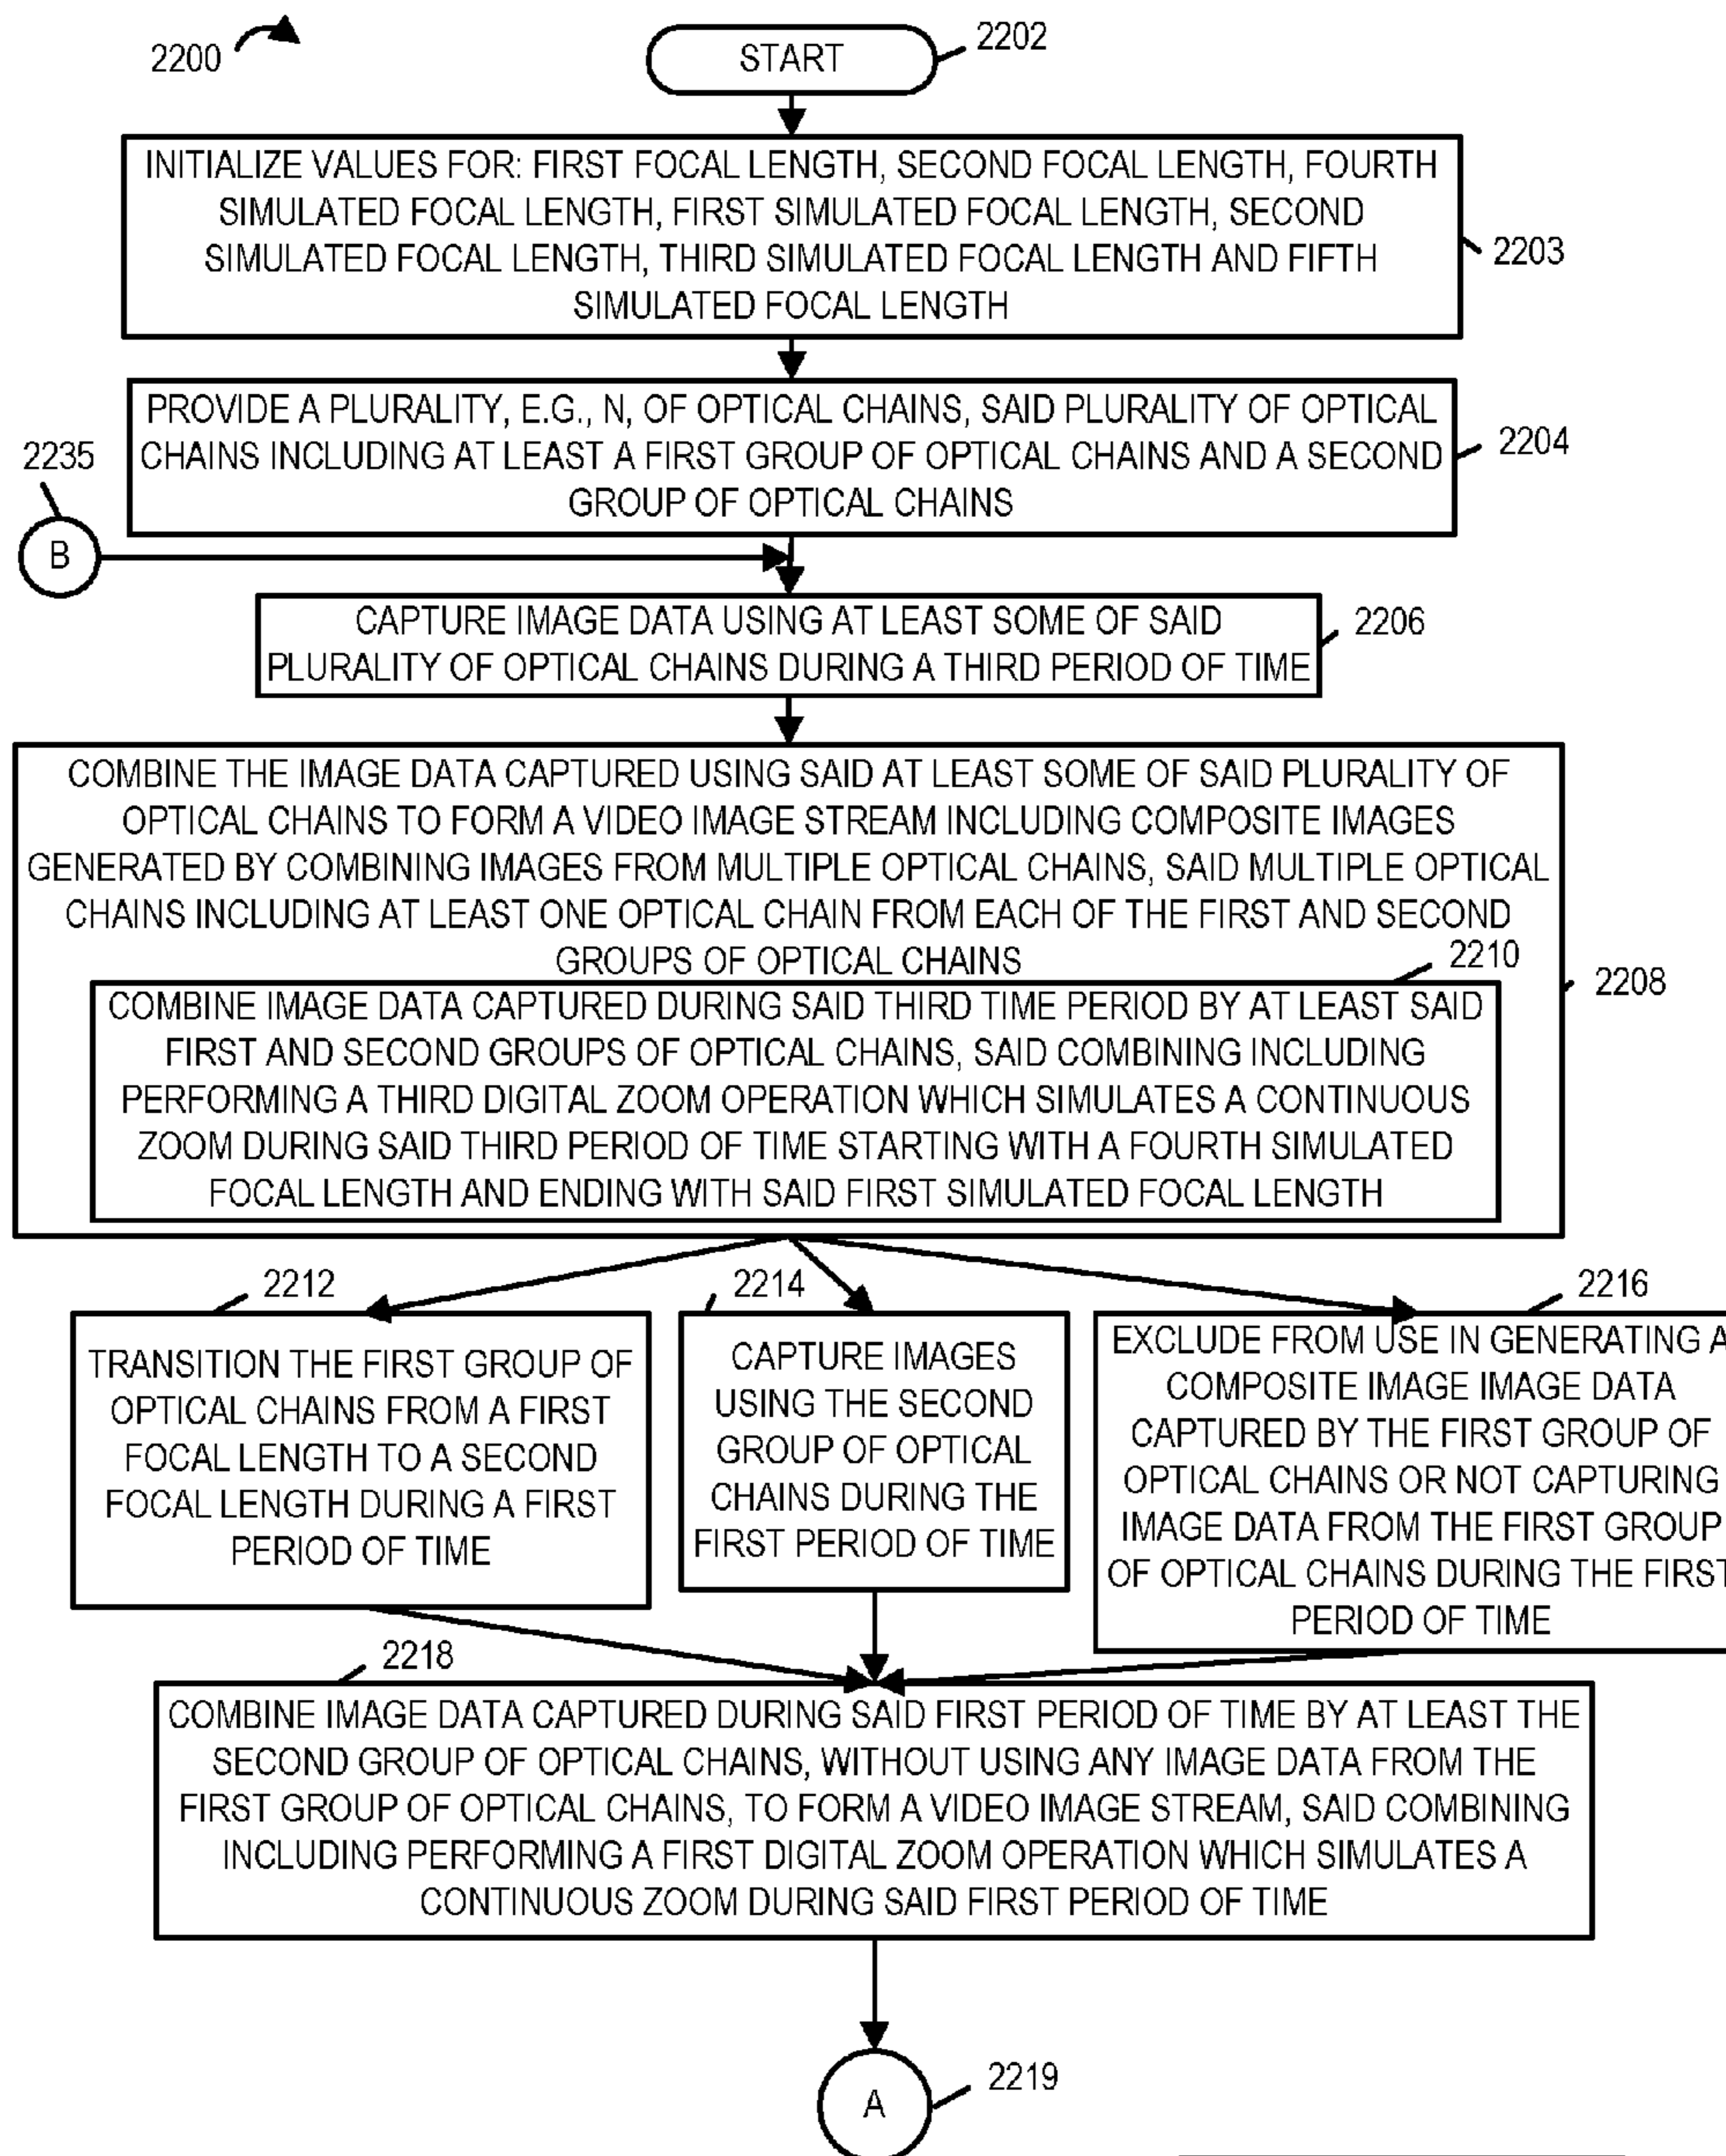 2200
START
2202
INITIALIZE VALUES FOR: FIRST FOCAL LENGTH, SECOND FOCAL LENGTH, FOURTH
SIMULATED FOCAL LENGTH, FIRST SIMULATED FOCAL LENGTH, SECOND
SIMULATED FOCAL LENGTH, THIRD SIMULATED FOCAL LENGTH AND FIFTH
SIMULATED FOCAL LENGTH
2203
PROVIDE A PLURALITY, E.G., N, OF OPTICAL CHAINS, SAID PLURALITY OF OPTICAL
CHAINS INCLUDING AT LEAST A FIRST GROUP OF OPTICAL CHAINS AND A SECOND
GROUP OF OPTICAL CHAINS
2204
2235
B
CAPTURE IMAGE DATA USING AT LEAST SOME OF SAID
PLURALITY OF OPTICAL CHAINS DURING A THIRD PERIOD OF TIME
2206
COMBINE THE IMAGE DATA CAPTURED USING SAID AT LEAST SOME OF SAID PLURALITY OF
OPTICAL CHAINS TO FORM A VIDEO IMAGE STREAM INCLUDING COMPOSITE IMAGES
GENERATED BY COMBINING IMAGES FROM MULTIPLE OPTICAL CHAINS, SAID MULTIPLE OPTICAL
CHAINS INCLUDING AT LEAST ONE OPTICAL CHAIN FROM EACH OF THE FIRST AND SECOND
GROUPS OF OPTICAL CHAINS
2208
2210
COMBINE IMAGE DATA CAPTURED DURING SAID THIRD TIME PERIOD BY AT LEAST SAID
FIRST AND SECOND GROUPS OF OPTICAL CHAINS, SAID COMBINING INCLUDING
PERFORMING A THIRD DIGITAL ZOOM OPERATION WHICH SIMULATES A CONTINUOUS
ZOOM DURING SAID THIRD PERIOD OF TIME STARTING WITH A FOURTH SIMULATED
FOCAL LENGTH AND ENDING WITH SAID FIRST SIMULATED FOCAL LENGTH
2212
TRANSITION THE FIRST GROUP OF
OPTICAL CHAINS FROM A FIRST
FOCAL LENGTH TO A SECOND
FOCAL LENGTH DURING A FIRST
PERIOD OF TIME
2214
CAPTURE IMAGES
USING THE SECOND
GROUP OF OPTICAL
CHAINS DURING THE
FIRST PERIOD OF TIME
2216
EXCLUDE FROM USE IN GENERATING A
COMPOSITE IMAGE IMAGE DATA
CAPTURED BY THE FIRST GROUP OF
OPTICAL CHAINS OR NOT CAPTURING
IMAGE DATA FROM THE FIRST GROUP
OF OPTICAL CHAINS DURING THE FIRST
PERIOD OF TIME
2218
COMBINE IMAGE DATA CAPTURED DURING SAID FIRST PERIOD OF TIME BY AT LEAST THE
SECOND GROUP OF OPTICAL CHAINS, WITHOUT USING ANY IMAGE DATA FROM THE
FIRST GROUP OF OPTICAL CHAINS, TO FORM A VIDEO IMAGE STREAM, SAID COMBINING
INCLUDING PERFORMING A FIRST DIGITAL ZOOM OPERATION WHICH SIMULATES A
CONTINUOUS ZOOM DURING SAID FIRST PERIOD OF TIME
A
2219